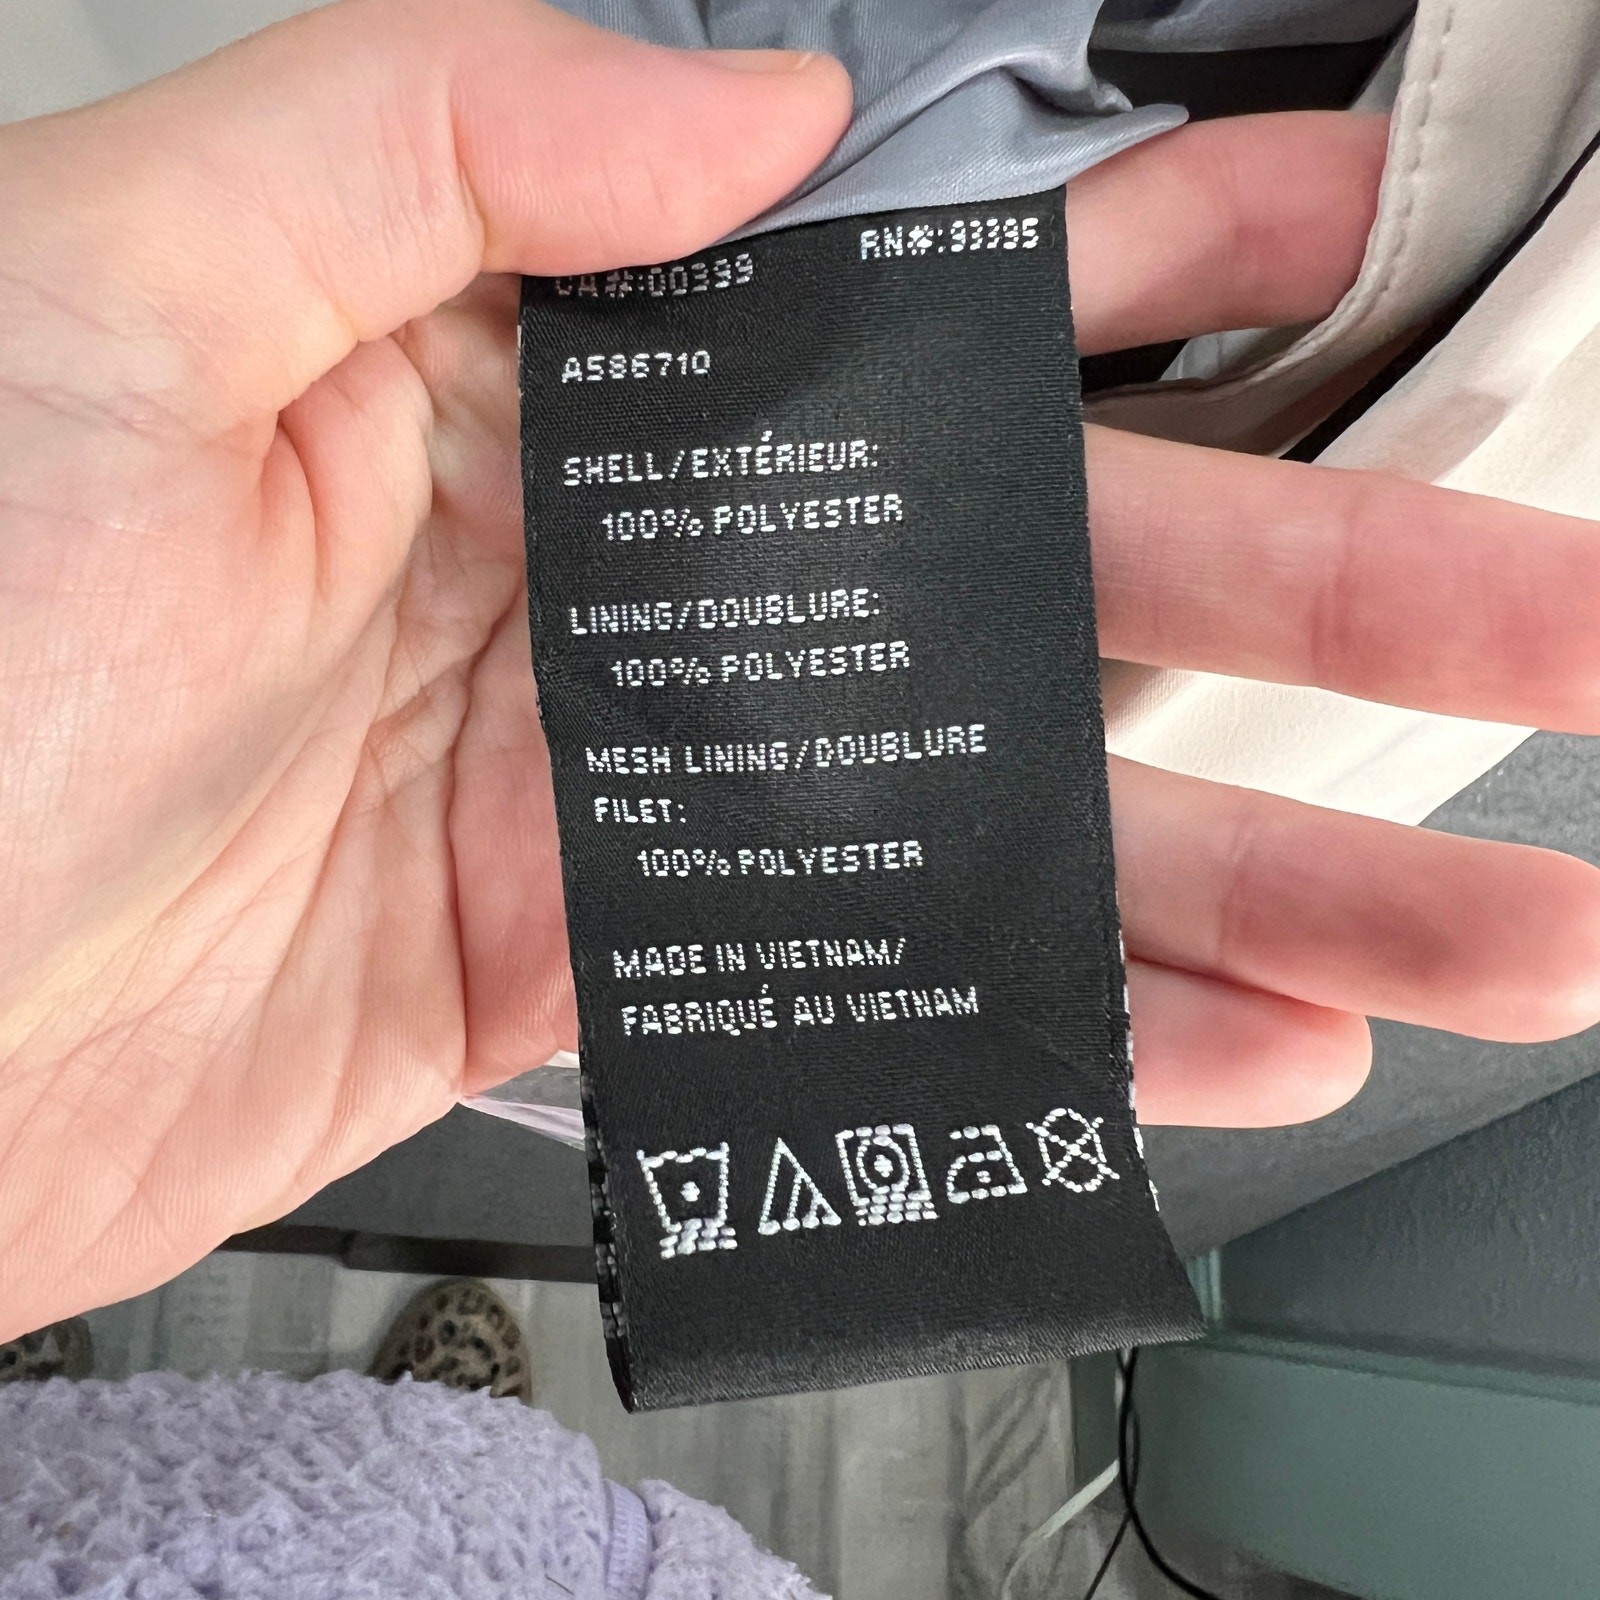 RN#:93395
CA#:00399
A586710
SHELL/EXTÉRIEUR:
100% POLYESTER
LINING/DOUBLURE:
100% POLYESTER
MESH LINING/DOUBLURE
FILET:
100% POLYESTER
MADE IN VIETNAM/
FABRIQUÉ AU VIETNAM